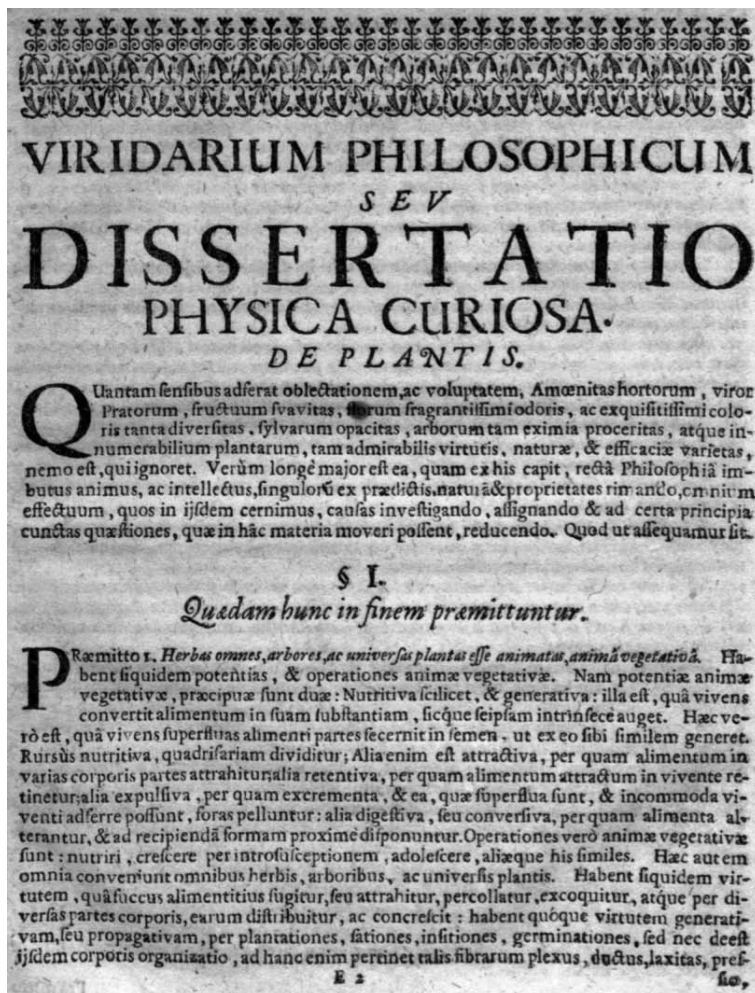 VIRIDARIUM PHILOSOPHICUM
SEV
DISSERTATIO
PHYSICA CURIOSA.
DE PLANTIS.
QUantam sensibus adferat oblectationem, ac voluptatem, Amœnitas hortorum, viror
Pratorum, fructuum svavitas, florum fragrantissimi odoris, ac exquisitissimi colo-
ris tanta diversitas, sylvarum opacitas, arborum tam eximia proceritas, atque in-
numerabilium plantarum, tam admirabilis virtutis, naturæ, & efficaciæ varietas,
nemo est, qui ignoret. Verùm longè major est ea, quam ex his capit, rectâ Philosophiâ im-
butus animus, ac intellectus, singulorũ ex prædictis naturã & proprietates rimando, omnium
effectuum, quos in ijsdem cernimus, causas investigando, assignando & ad certa principia
cunctas quæstiones, quæ in hâc materia moveri possent, reducendo. Quod ut assequamur sit.
§ I.
Quædam hunc in finem præmittuntur.
PRæmitto 1. Herbas omnes, arbores, ac universas plantas esse animatas, animâ vegetativâ. Ha-
bent siquidem potentias, & operationes animæ vegetativæ. Nam potentiæ animæ
vegetativæ, præcipuæ sunt duæ: Nutritiva scilicet, & generativa: illa est, quâ vivens
convertit alimentum in suam substantiam, sicque seipsam intrinsecè auget. Hæc ve-
rò est, quâ vivens superfluas alimenti partes secernit in semen, ut ex eo sibi similem generet.
Rursùs nutritiva, quadrifariam dividitur; Alia enim est attractiva, per quam alimentum in
varias corporis partes attrahitur; alia retentiva, per quam alimentum attractum in vivente re-
tinetur; alia expulsiva, per quam excrementa, & ea, quæ superflua sunt, & incommoda vi-
venti adferre possunt, foras pelluntur: alia digestiva, seu conversiva, per quam alimenta al-
terantur, & ad recipiendã formam proximè disponuntur. Operationes verò animæ vegetativæ
sunt: nutriri, crescere per introsusceptionem, adolescere, aliæque his similes. Hæc autem
omnia conveniunt omnibus herbis, arboribus, ac universis plantis. Habent siquidem vir-
tutem, quâ succus alimentitius sugitur, seu attrahitur, percollatur, excoquitur, atque per di-
versas partes corporis, earum distribuitur, ac concrescit: habent quoque virtutem generati-
vam, seu propagativam, per plantationes, sationes, insitiones, germinationes, sed nec deest
ijsdem corporis organizatio, ad hanc enim pertinet talis fibrarum plexus, ductus, laxitas, pres-
E 2
sio,